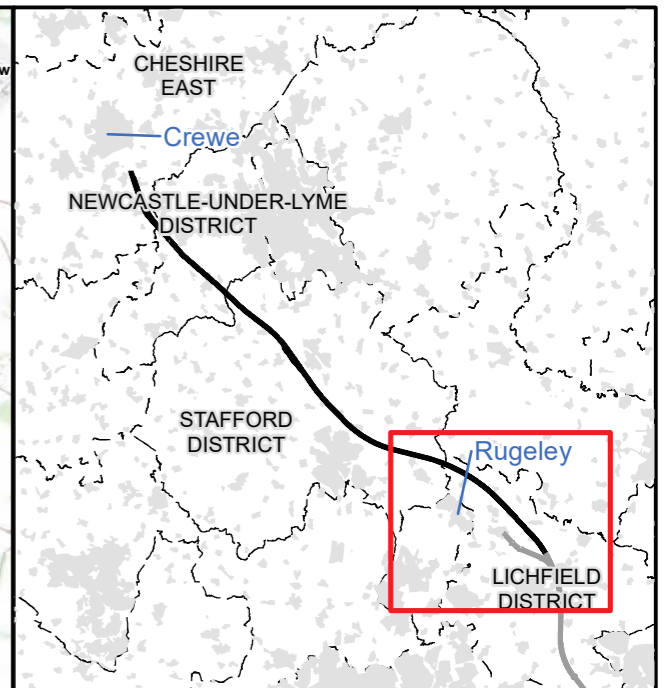 CHESHIRE
EAST
Crewe
NEWCASTLE-UNDER-LYME
DISTRICT
STAFFORD
DISTRICT
Rugeley
LICHFIELD
DISTRICT